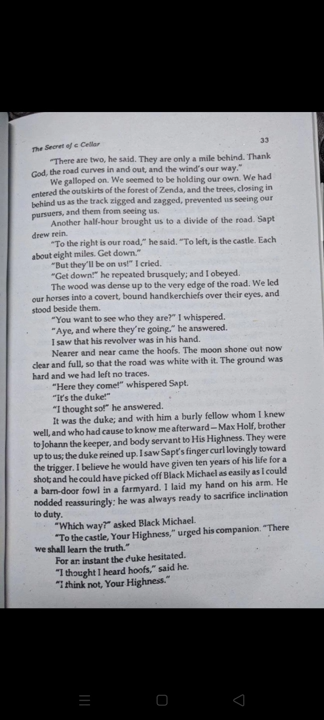 The Secret of a Cellar
33
"There are two, he said. They are only a mile behind. Thank
God, the road curves in and out, and the wind's our way."
We galloped on. We seemed to be holding our own. We had
entered the outskirts of the forest of Zenda, and the trees, closing in
behind us as the track zigged and zagged, prevented us seeing our
pursuers, and them from seeing us.
Another half-hour brought us to a divide of the road. Sapt
drew rein.
"To the right is our road," he said. "To left, is the castle. Each
about eight miles. Get down."
"But they'll be on us!" I cried.
"Get down!" he repeated brusquely; and I obeyed.
The wood was dense up to the very edge of the road. We led
our horses into a covert, bound handkerchiefs over their eyes, and
stood beside them.
"You want to see who they are?" I whispered.
"Aye, and where they're going," he answered.
I saw that his revolver was in his hand.
Nearer and near came the hoofs. The moon shone out now
clear and full, so that the road was white with it. The ground was
hard and we had left no traces.
"Here they come!" whispered Sapt.
"It's the duke!"
"I thought so!" he answered.
It was the duke; and with him a burly fellow whom I knew
well, and who had cause to know me afterward—Max Holf, brother
to Johann the keeper, and body servant to His Highness. They were
up to us; the duke reined up. I saw Sapt's finger curl lovingly toward
the trigger. I believe he would have given ten years of his life for a
shot; and he could have picked off Black Michael as easily as I could
a barn-door fowl in a farmyard. I laid my hand on his arm. He
nodded reassuringly; he was always ready to sacrifice inclination
to duty.
"Which way?" asked Black Michael.
"To the castle, Your Highness," urged his companion. "There
we shall learn the truth."
For an instant the duke hesitated.
"I thought I heard hoofs," said he.
"I think not, Your Highness."